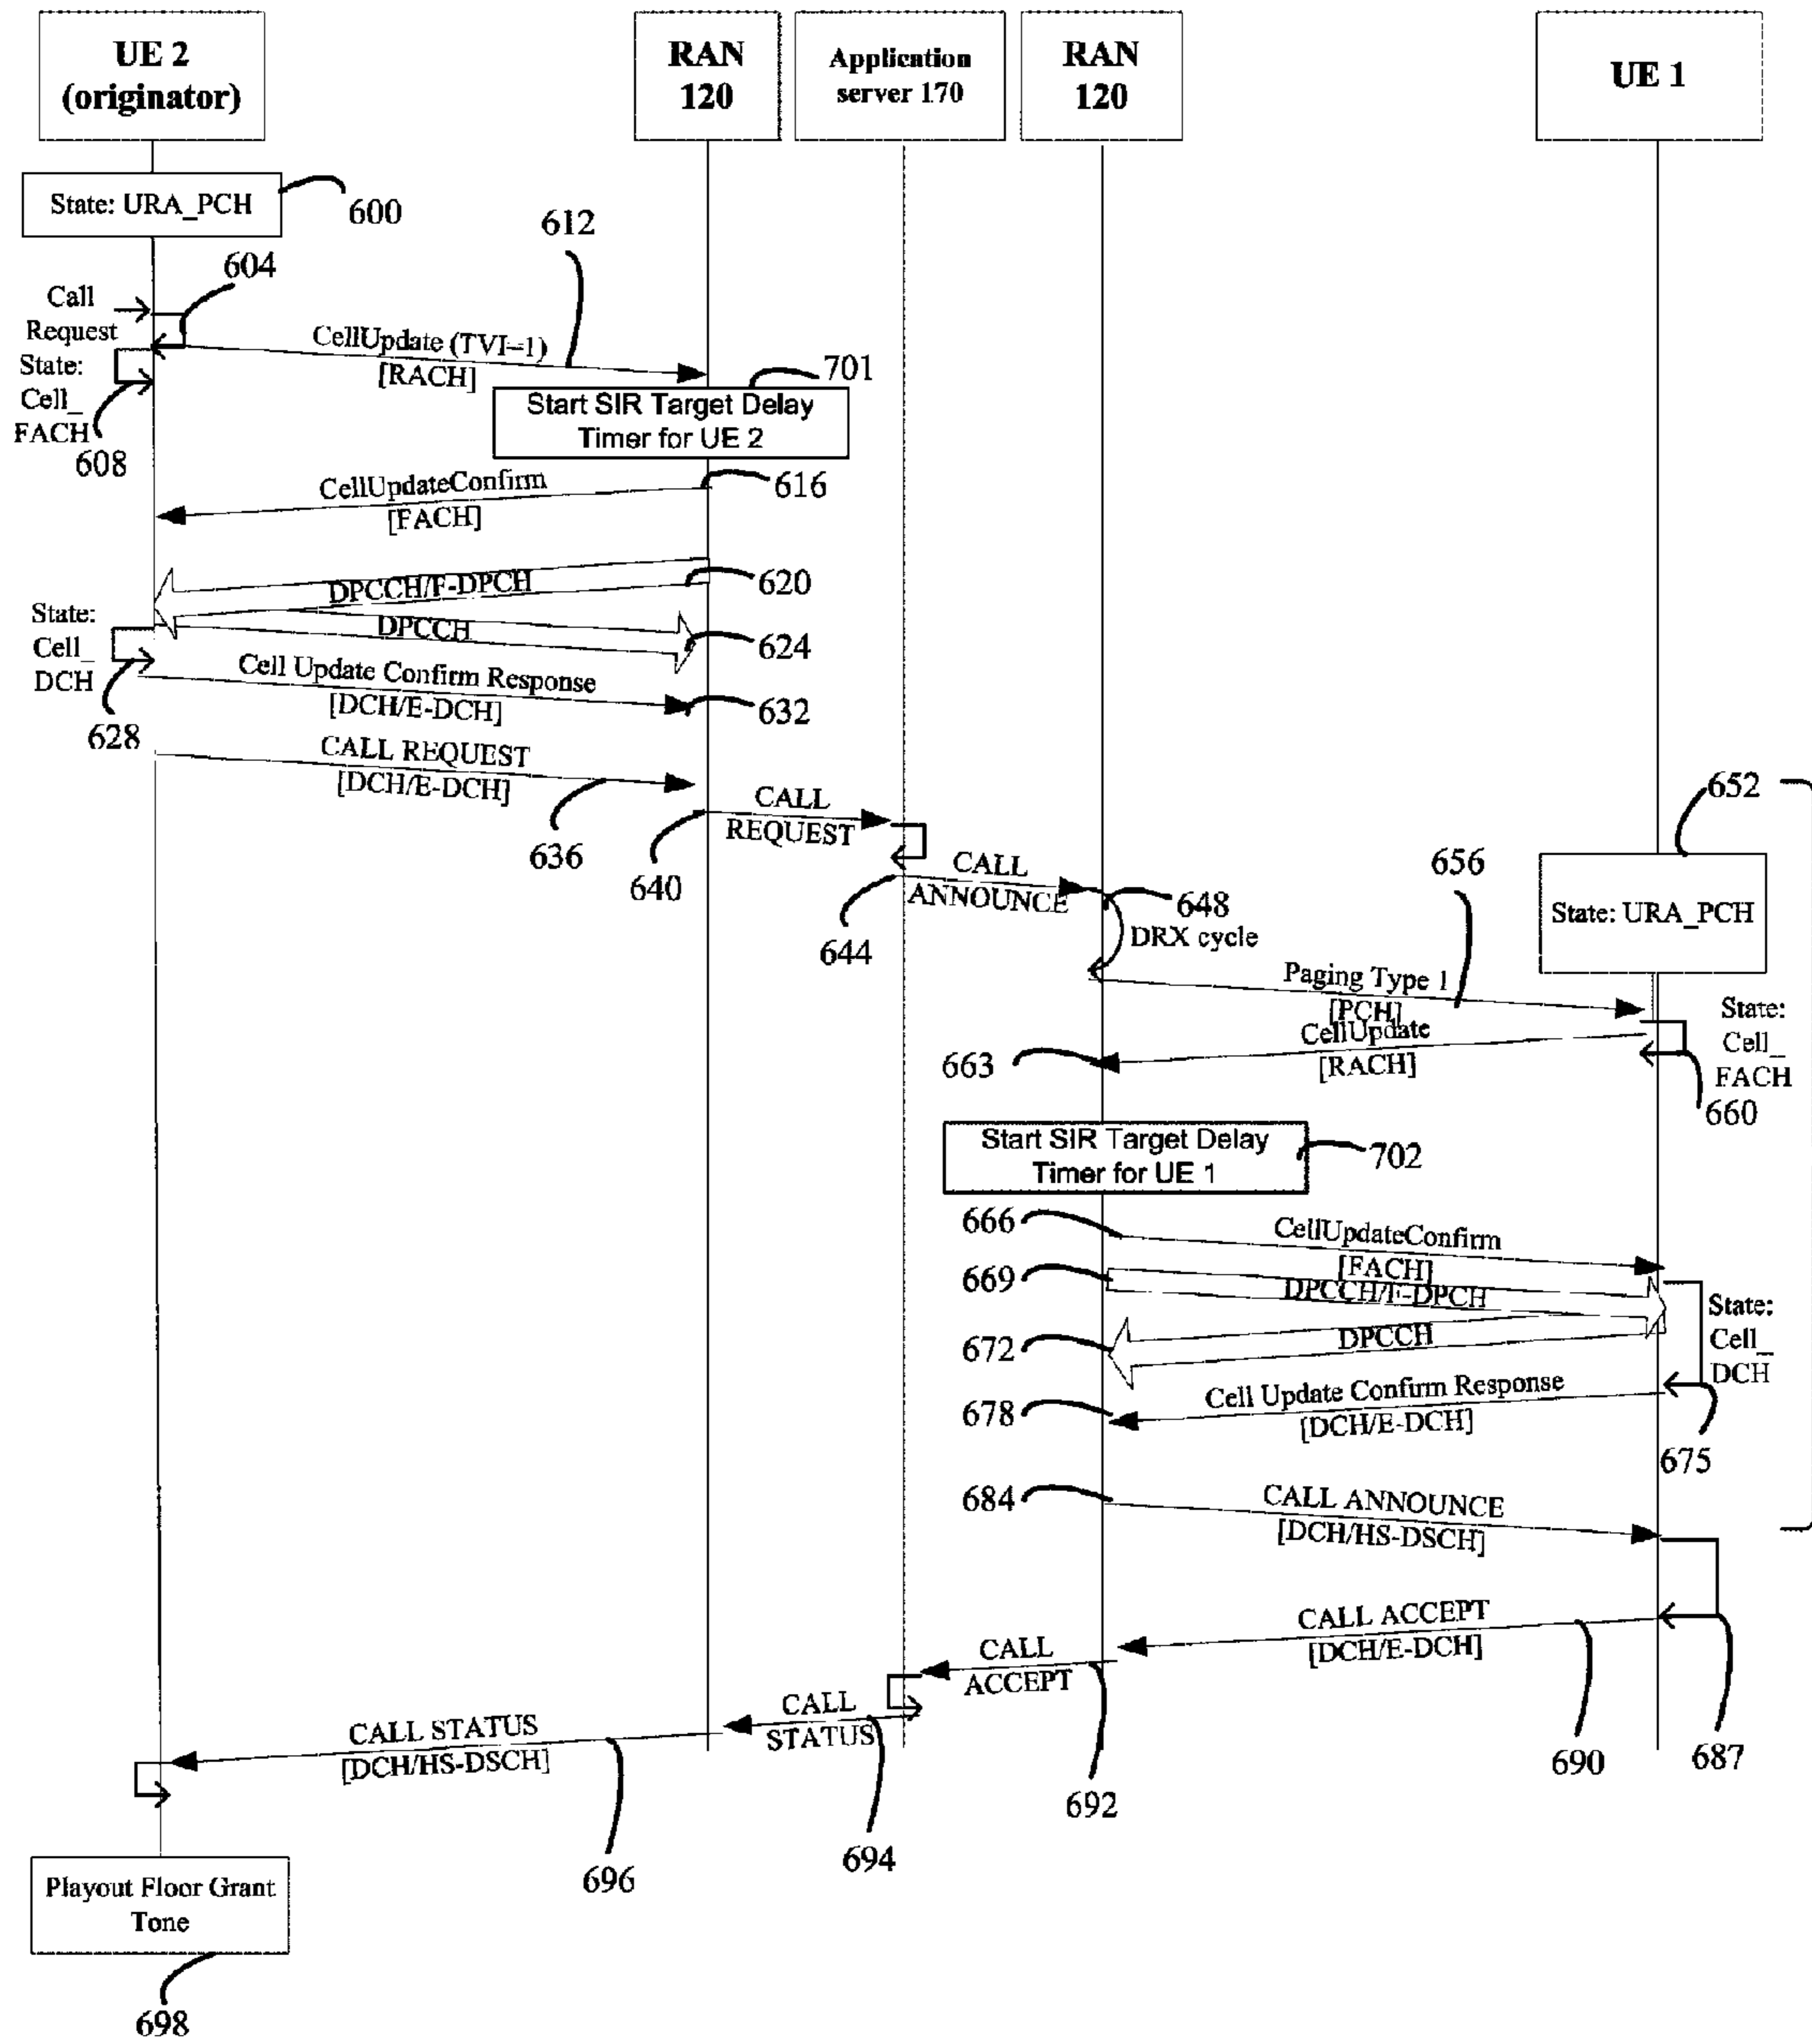 UE 2
(originator)
RAN
120
Application
server 170
RAN
120
UE 1
State: URA_PCH
600
604
612
Call
Request
State:
Cell_
FACH
608
CellUpdate (TVI=1)
[RACH]
701
Start SIR Target Delay
Timer for UE 2
CellUpdateConfirm
[FACH]
616
DPCCH/F-DPCH
620
DPCCH
624
State:
Cell_
DCH
628
Cell Update Confirm Response
[DCH/E-DCH]
632
CALL REQUEST
[DCH/E-DCH]
636
640
CALL
REQUEST
CALL
ANNOUNCE
644
648
DRX cycle
652
State: URA_PCH
656
Paging Type 1
[PCH]
CellUpdate
[RACH]
663
State:
Cell_
FACH
660
Start SIR Target Delay
Timer for UE 1
702
666
CellUpdateConfirm
[FACH]
669
DPCCH/F-DPCH
672
DPCCH
State:
Cell_
DCH
675
Cell Update Confirm Response
[DCH/E-DCH]
678
684
CALL ANNOUNCE
[DCH/HS-DSCH]
687
CALL ACCEPT
[DCH/E-DCH]
690
CALL
ACCEPT
692
CALL
STATUS
694
CALL STATUS
[DCH/HS-DSCH]
696
Playout Floor Grant
Tone
698